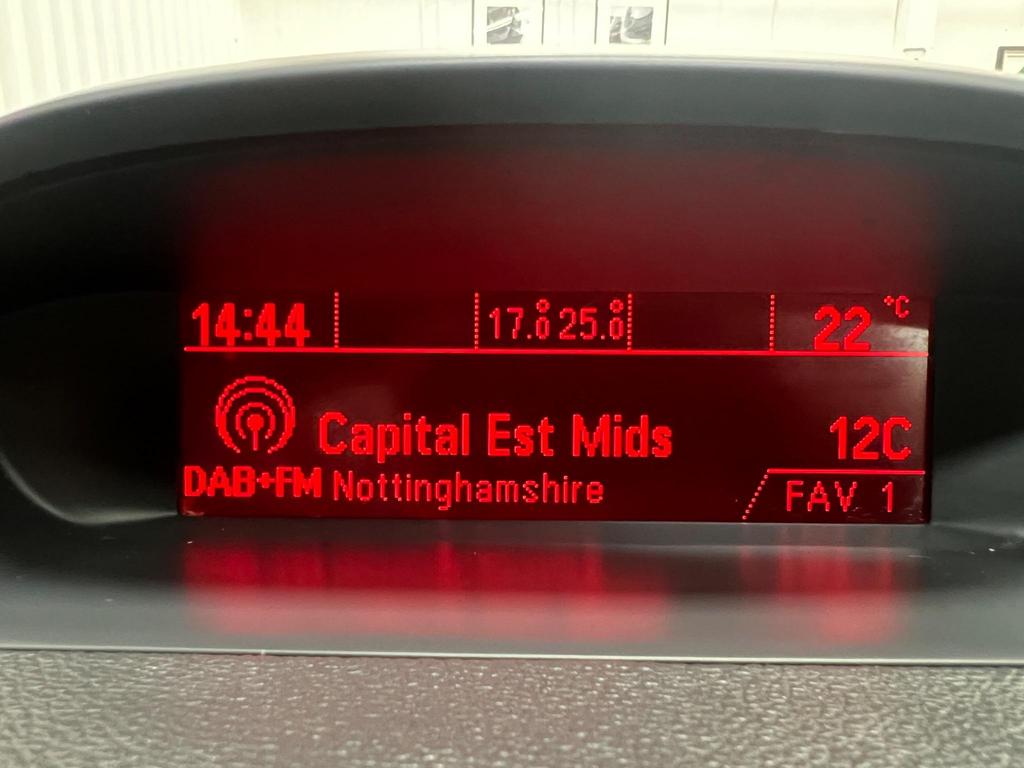 14:44 17.0° 25.0° 22 °C
Capital Est Mids 12C
DAB+FM Nottinghamshire FAV 1